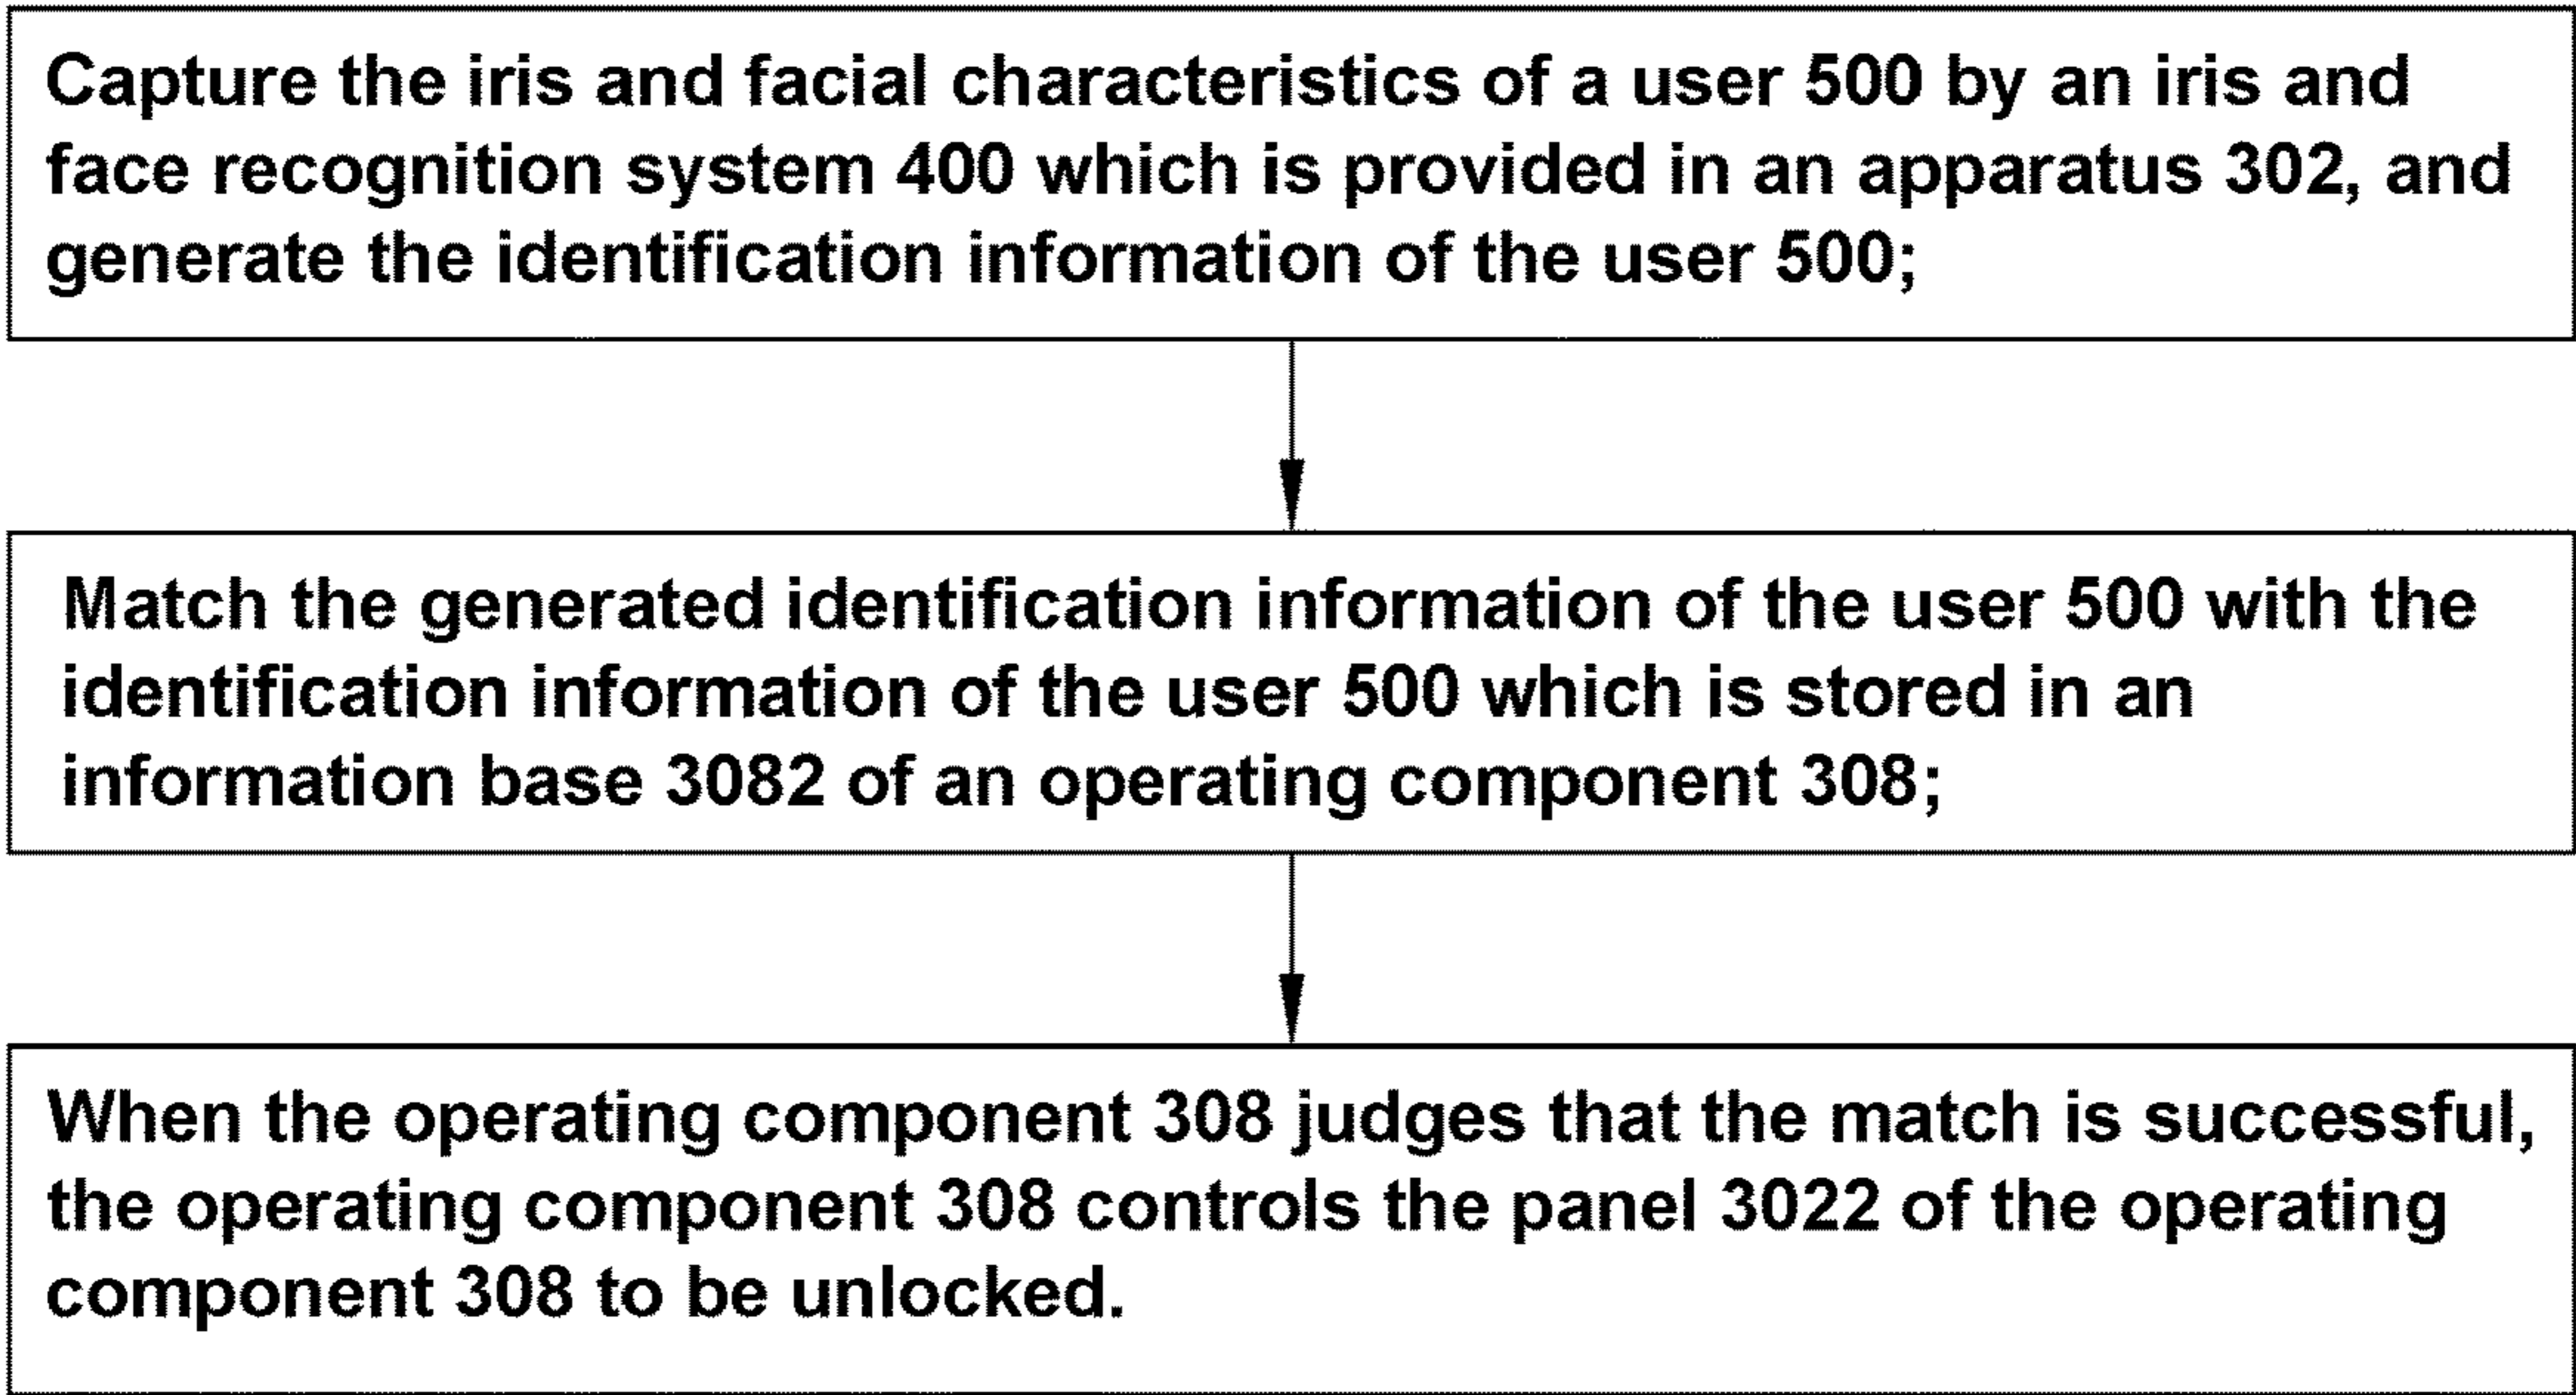 Capture the iris and facial characteristics of a user 500 by an iris and
face recognition system 400 which is provided in an apparatus 302, and
generate the identification information of the user 500;
Match the generated identification information of the user 500 with the
identification information of the user 500 which is stored in an
information base 3082 of an operating component 308;
When the operating component 308 judges that the match is successful,
the operating component 308 controls the panel 3022 of the operating
component 308 to be unlocked.